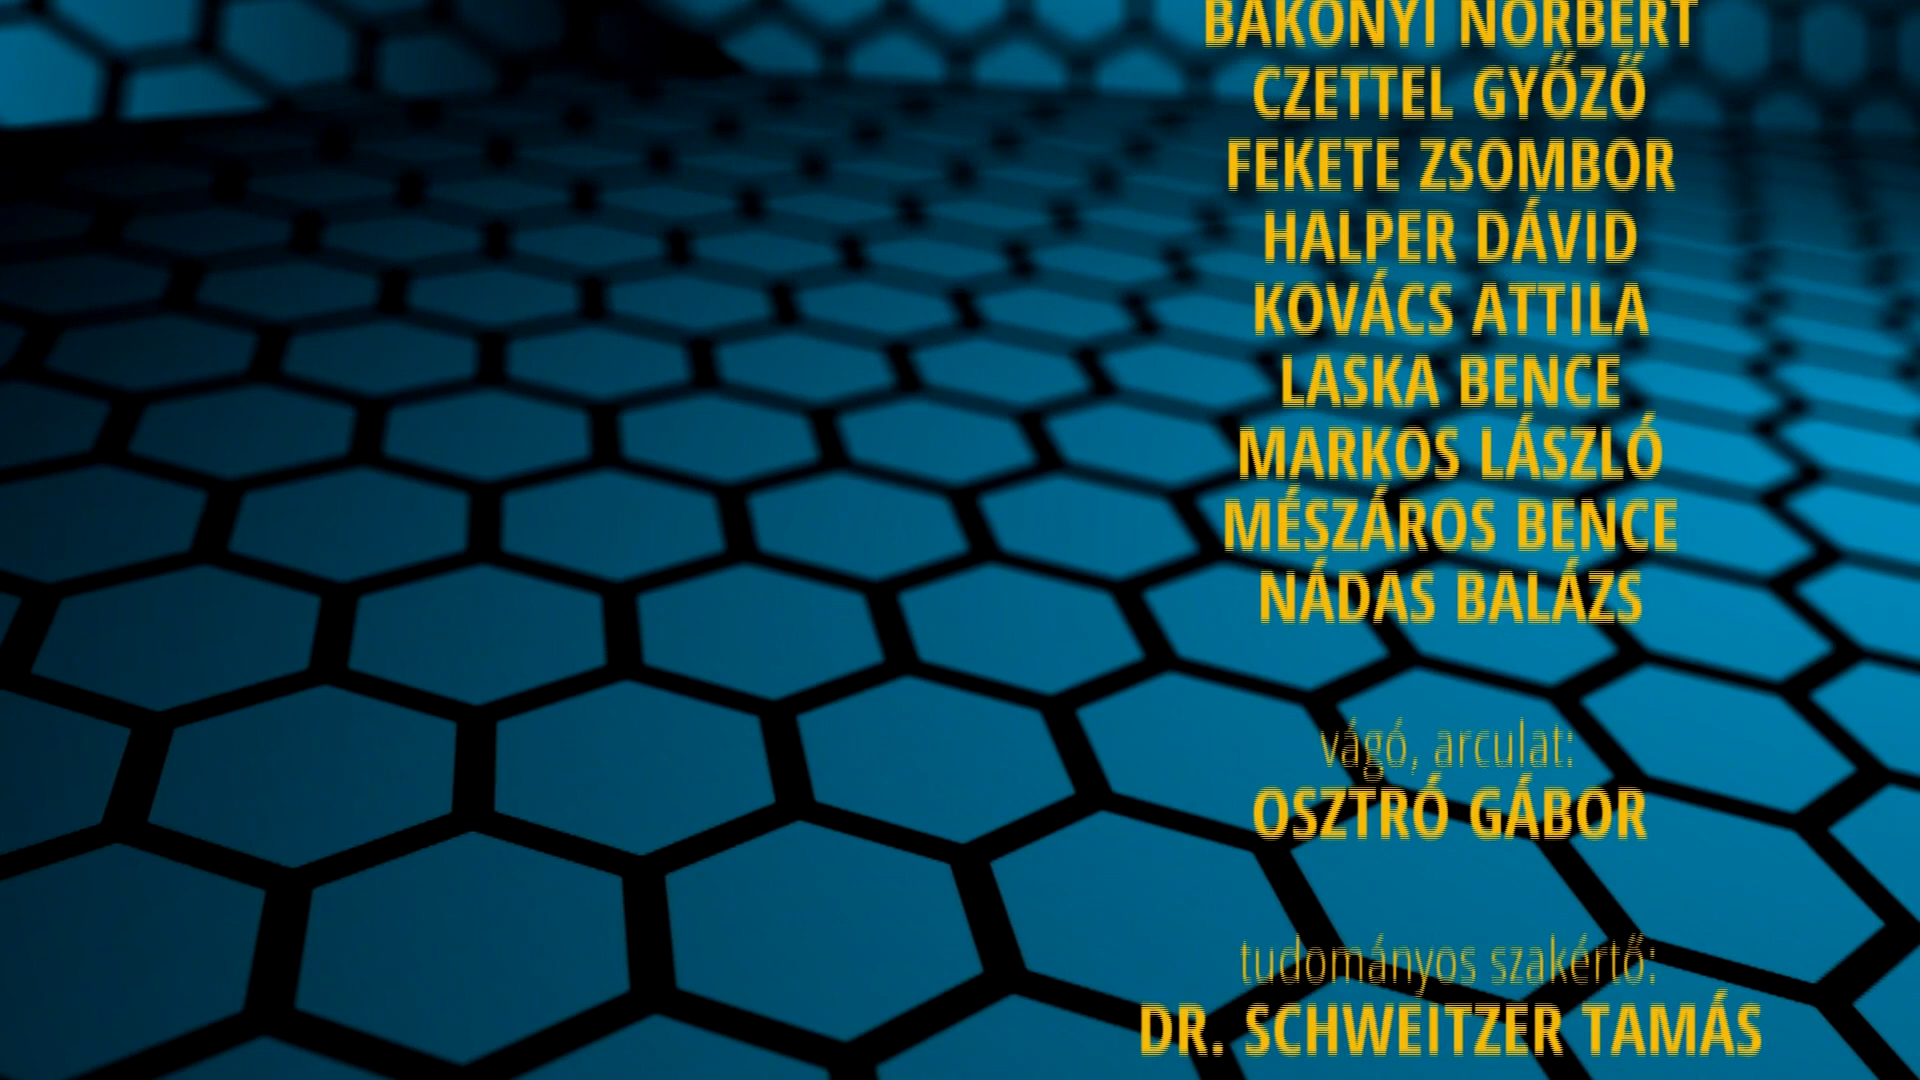 BAKONYI NORBERT
CZETTEL GYŐZŐ
FEKETE ZSOMBOR
HALPER DÁVID
KOVÁCS ATTILA
LASKA BENCE
MARKOS LÁSZLÓ
MÉSZÁROS BENCE
NÁDAS BALÁZS
vágó, arculat:
OSZTRÓ GÁBOR
tudományos szakértő:
DR. SCHWEITZER TAMÁS